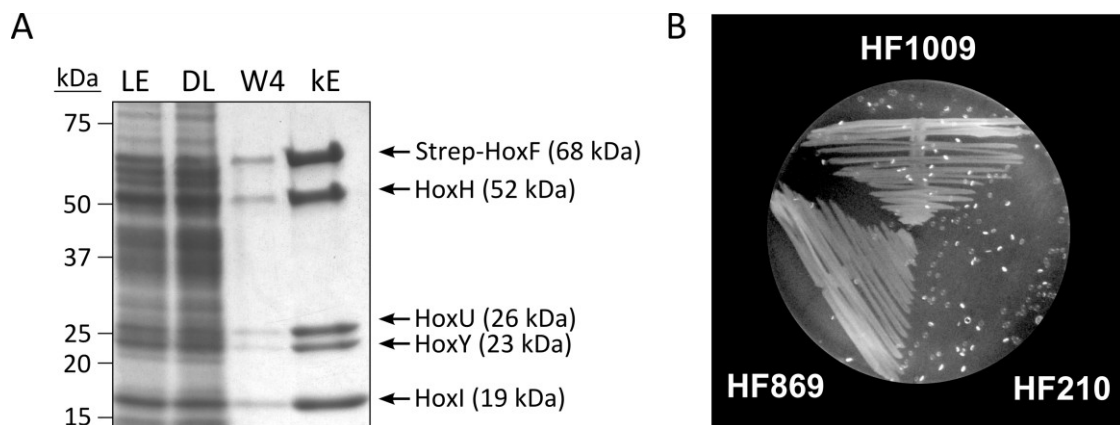 A
kDa LE DL W4 kE
75
50
37
25
20
15
Strep-HoxF (68 kDa)
HoxH (52 kDa)
HoxU (26 kDa)
HoxY (23 kDa)
HoxI (19 kDa)
B
HF1009
HF869
HF210